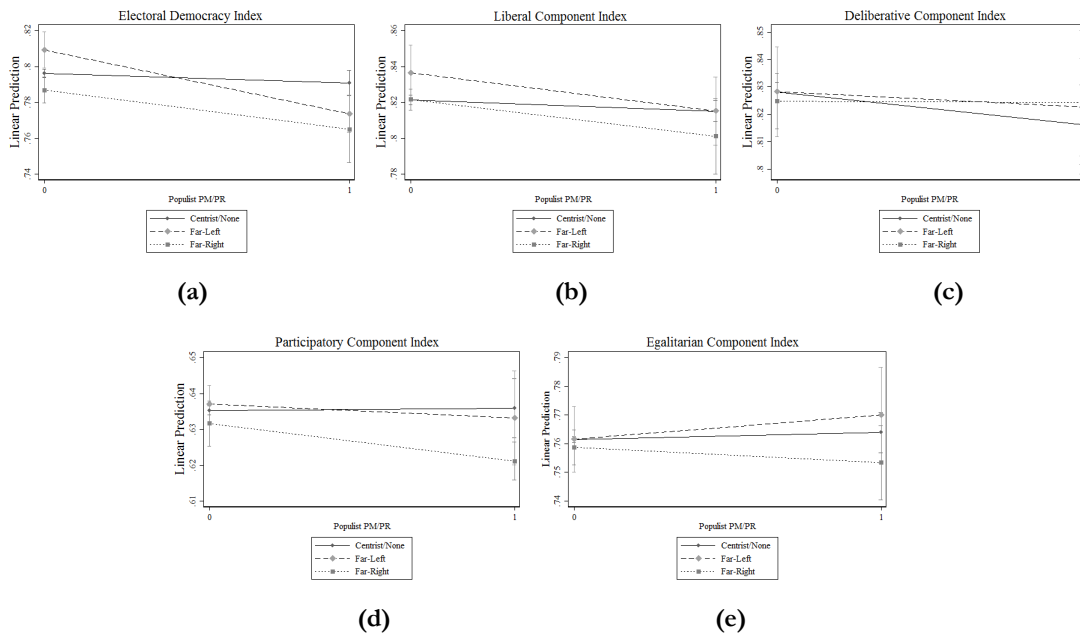 Electoral Democracy Index
Linear Prediction
.82
.8
.78
.76
.74
0
1
Populist PM/PR
Centrist/None
Far-Left
Far-Right
(a)
Liberal Component Index
Linear Prediction
.86
.84
.82
.8
.78
0
1
Populist PM/PR
Centrist/None
Far-Left
Far-Right
(b)
Deliberative Component Index
Linear Prediction
.85
.84
.83
.82
.8
0
Populist PM/PR
Centrist/None
Far-Left
Far-Right
(c)
Participatory Component Index
Linear Prediction
.65
.64
.63
.62
.61
0
1
Populist PM/PR
Centrist/None
Far-Left
Far-Right
(d)
Egalitarian Component Index
Linear Prediction
.79
.78
.77
.76
.75
.74
0
1
Populist PM/PR
Centrist/None
Far-Left
Far-Right
(e)